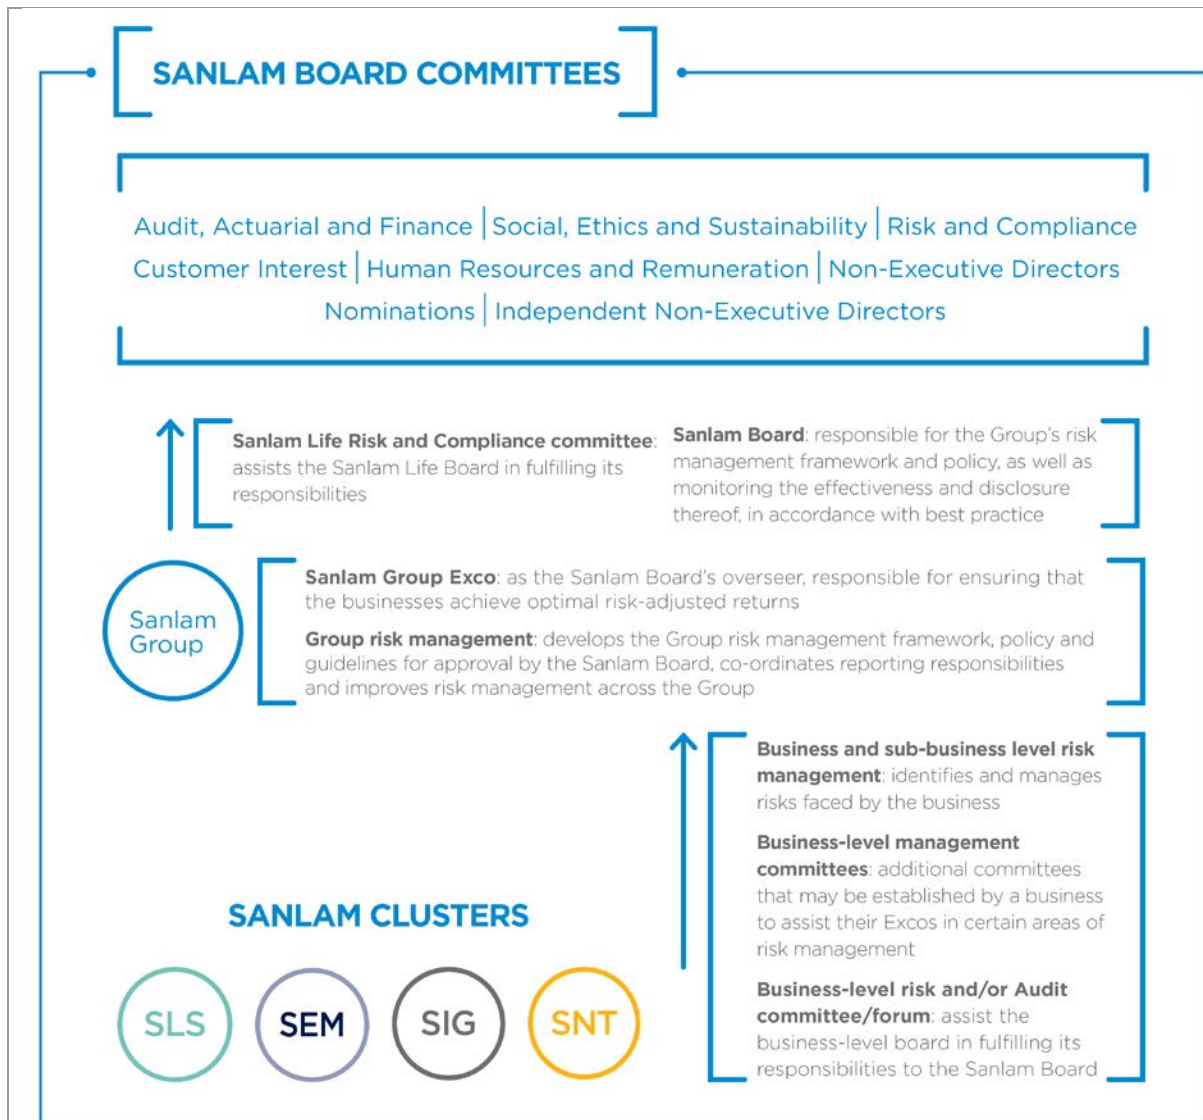 SANLAM BOARD COMMITTEES
Audit, Actuarial and Finance | Social, Ethics and Sustainability | Risk and Compliance
Customer Interest | Human Resources and Remuneration | Non-Executive Directors
Nominations | Independent Non-Executive Directors
Sanlam Life Risk and Compliance committee:
assists the Sanlam Life Board in fulfilling its
responsibilities
Sanlam Board: responsible for the Group's risk
management framework and policy, as well as
monitoring the effectiveness and disclosure
thereof, in accordance with best practice
Sanlam
Group
Sanlam Group Exco: as the Sanlam Board's overseer, responsible for ensuring that
the businesses achieve optimal risk-adjusted returns
Group risk management: develops the Group risk management framework, policy and
guidelines for approval by the Sanlam Board, co-ordinates reporting responsibilities
and improves risk management across the Group
Business and sub-business level risk
management: identifies and manages
risks faced by the business
Business-level management
committees: additional committees
that may be established by a business
to assist their Excos in certain areas of
risk management
Business-level risk and/or Audit
committee/forum: assist the
business-level board in fulfilling its
responsibilities to the Sanlam Board
SANLAM CLUSTERS
SLS
SEM
SIG
SNT